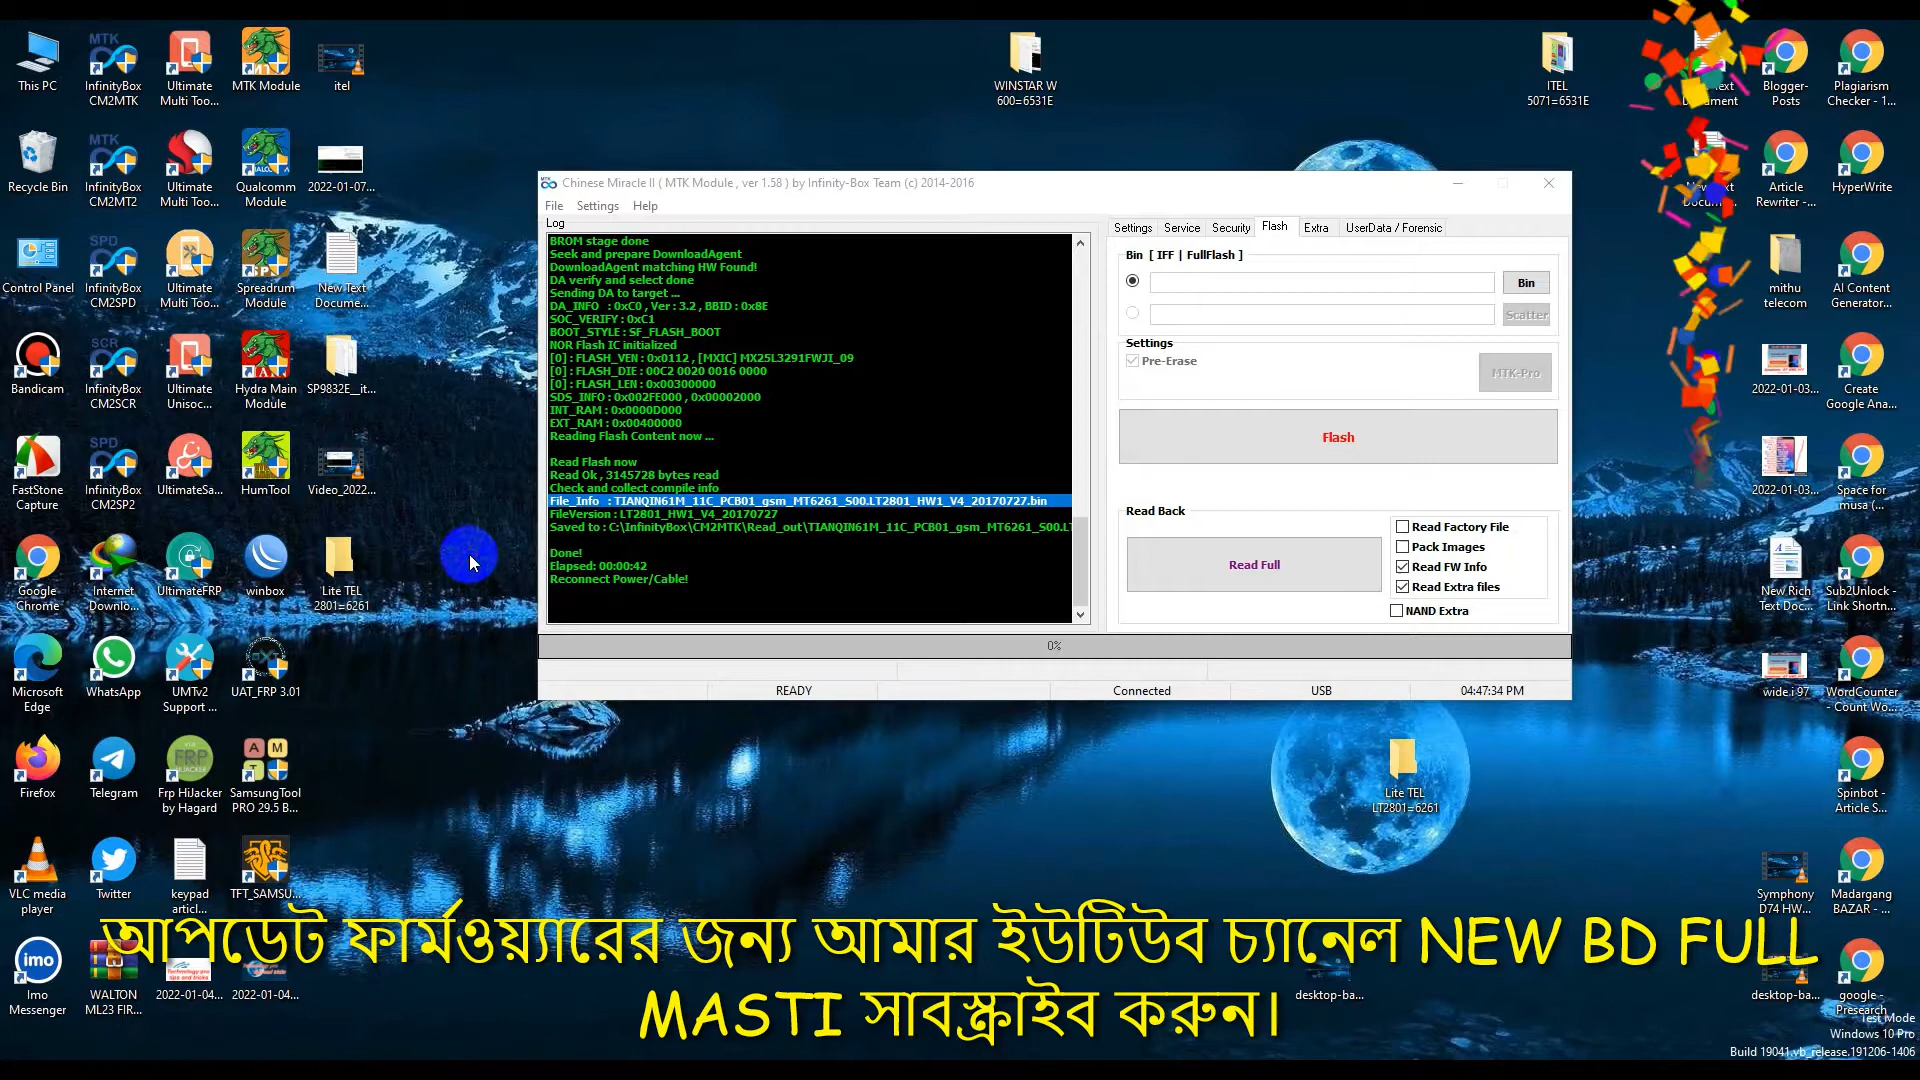 This PC
MTK
InfinityBox CM2MTK
Ultimate Multi Too...
MTK Module
itel
WINSTAR W 600=6531E
ITEL 5071=6531E
Blogger-Posts
Plagiarism Checker - 1...
Recycle Bin
MTK
InfinityBox CM2MT2
Ultimate Multi Too...
Qualcomm Module
2022-01-07...
Article Rewriter -...
HyperWrite
Control Panel
SPD
InfinityBox CM2SPD
Ultimate Multi Too...
Spreadrum Module
New Text Docume...
mithu telecom
AI Content Generator...
Bandicam
SCR
InfinityBox CM2SCR
Ultimate Unisoc...
Hydra Main Module
SP9832E_it...
2022-01-03...
Create Google Ana...
FastStone Capture
SPD
InfinityBox CM2SP2
UltimateSa...
HumTool
Video_2022...
2022-01-03...
Space for musa (...
Google Chrome
Internet Downlo...
UltimateFRP
winbox
Lite TEL 2801=6261
New Rich Text Doc...
Sub2Unlock - Link Shortn...
Microsoft Edge
WhatsApp
UMTv2 Support ...
UAT_FRP 3.01
wide.i 97
WordCounter - Count Wo...
Firefox
Telegram
Frp HiJacker by Hagard
SamsungTool PRO 29.5 B...
Lite TEL LT2801=6261
Spinbot - Article S...
VLC media player
Twitter
keypad articl...
TFT_SAMSU...
Symphony D74 HW...
Madargang BAZAR - ...
imo
Imo Messenger
WALTON ML23 FIR...
2022-01-04...
2022-01-04...
desktop-ba...
desktop-ba...
google - Presearch
Chinese Miracle II ( MTK Module , ver 1.58 ) by Infinity-Box Team (c) 2014-2016
File Settings Help
Log
BROM stage done
Seek and prepare DownloadAgent
DownloadAgent matching HW Found!
DA verify and select done
Sending DA to target ...
DA_INFO : 0xC0 , Ver : 3.2 , BBID : 0x8E
SOC_VERIFY : 0xC1
BOOT_STYLE : SF_FLASH_BOOT
NOR Flash IC initialized
[0] : FLASH_VEN : 0x0112 , [MXIC] MX25L3291FWJI_09
[0] : FLASH_DIE : 00C2 0020 0016 0000
[0] : FLASH_LEN : 0x00300000
SDS_INFO : 0x002FE000 , 0x00002000
INT_RAM : 0x0000D000
EXT_RAM : 0x00400000
Reading Flash Content now ...
Read Flash now
Read Ok , 3145728 bytes read
Check and collect compile info
File_Info : TIANQIN61M_11C_PCB01_gsm_MT6261_S00.LT2801_HW1_V4_20170727.bin
FileVersion : LT2801_HW1_V4_20170727
Saved to : C:\InfinityBox\CM2MTK\Read_out\TIANQIN61M_11C_PCB01_gsm_MT6261_S00.LT
Done!
Elapsed: 00:00:42
Reconnect Power/Cable!
Settings Service Security Flash Extra UserData / Forensic
Bin [ IFF | FullFlash ]
Bin
Scatter
Settings
Pre-Erase
MTK-Pro
Flash
Read Back
Read Full
Read Factory File
Pack Images
Read FW Info
Read Extra files
NAND Extra
0%
READY Connected USB 04:47:34 PM
আপডেট ফার্মওয়্যারের জন্য আমার ইউটিউব চ্যানেল NEW BD FULL
MASTI সাবস্ক্রাইব করুন।
Test Mode
Windows 10 Pro
Build 19041.vb_release.191206-1406